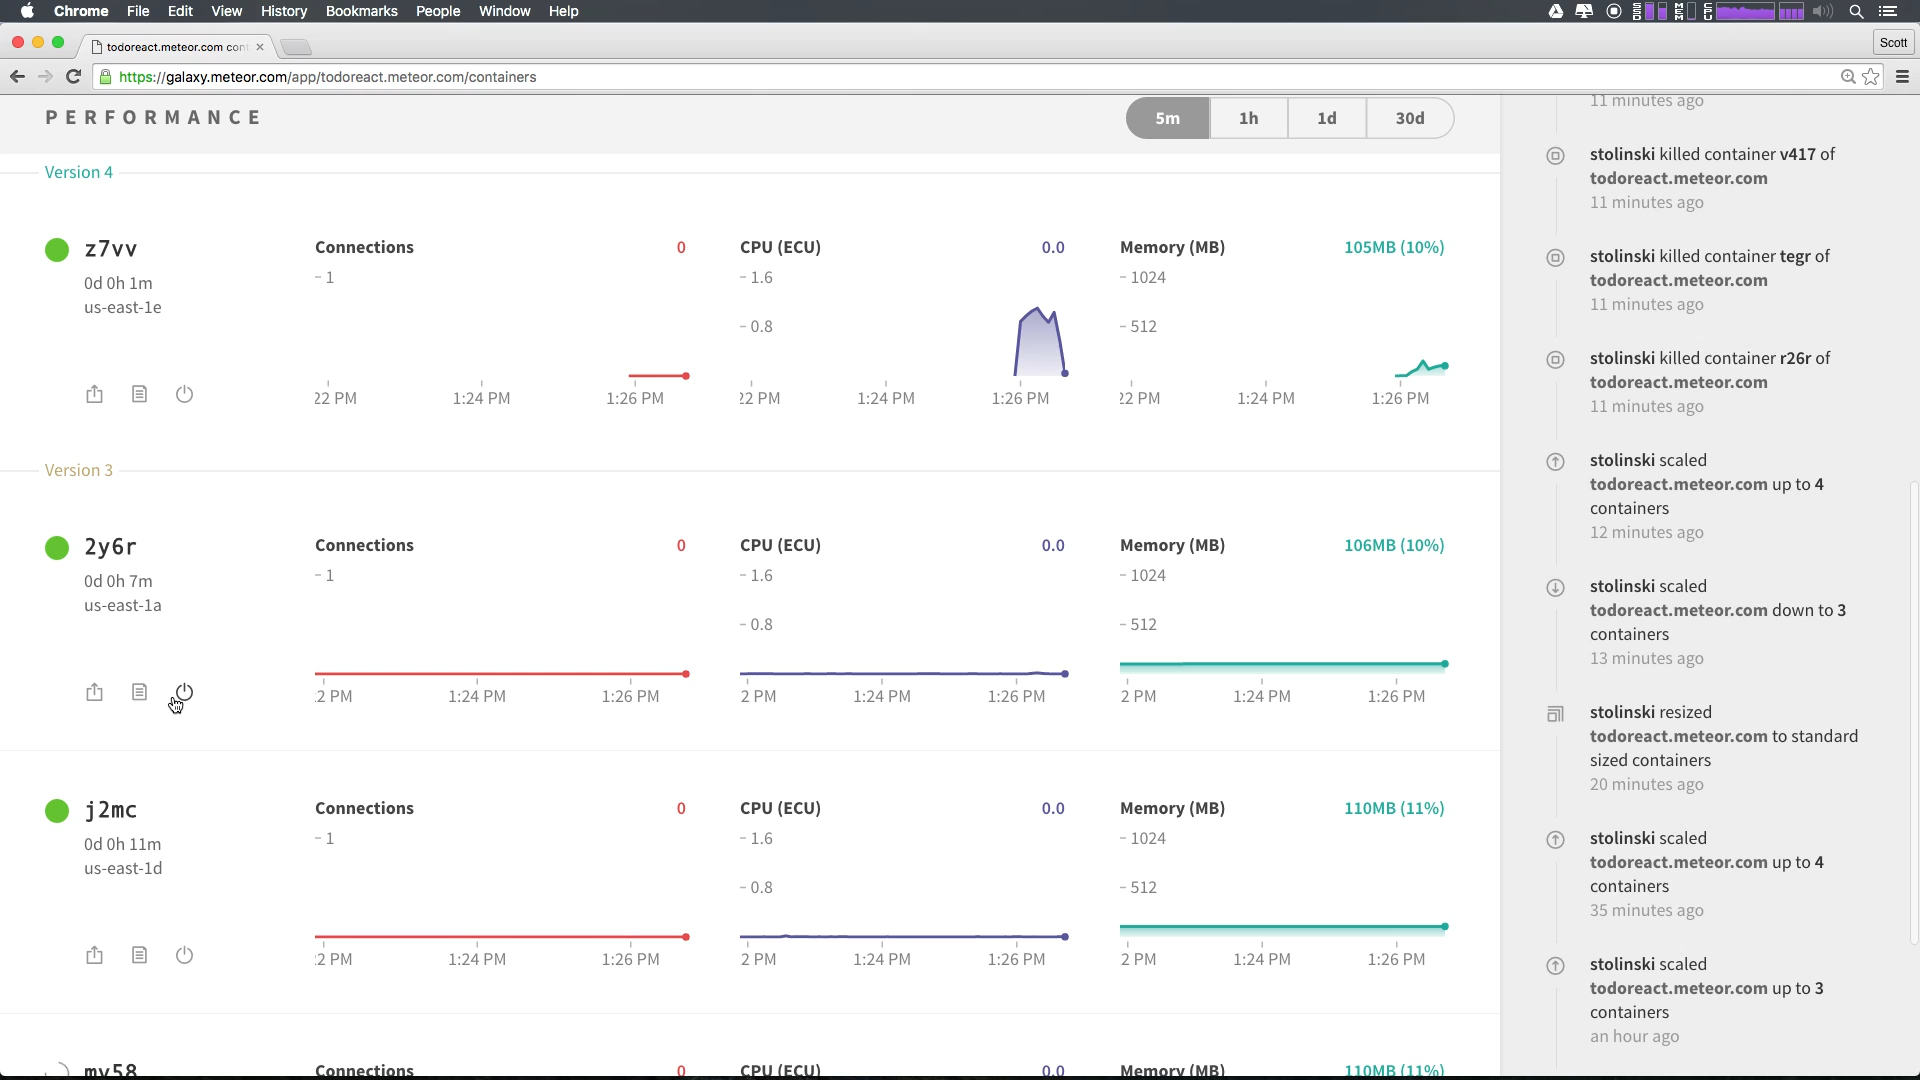 Chrome File Edit View History Bookmarks People Window Help
SSD MEM CPU
todoreact.meteor.com con
Scott
https://galaxy.meteor.com/app/todoreact.meteor.com/containers
PERFORMANCE
5m 1h 1d 30d
Version 4
z7vv
0d 0h 1m
us-east-1e
Connections 0
- 1
22 PM 1:24 PM 1:26 PM
CPU (ECU) 0.0
- 1.6
- 0.8
22 PM 1:24 PM 1:26 PM
Memory (MB) 105MB (10%)
- 1024
- 512
22 PM 1:24 PM 1:26 PM
Version 3
2y6r
0d 0h 7m
us-east-1a
Connections 0
- 1
:2 PM 1:24 PM 1:26 PM
CPU (ECU) 0.0
- 1.6
- 0.8
2 PM 1:24 PM 1:26 PM
Memory (MB) 106MB (10%)
- 1024
- 512
2 PM 1:24 PM 1:26 PM
j2mc
0d 0h 11m
us-east-1d
Connections 0
- 1
:2 PM 1:24 PM 1:26 PM
CPU (ECU) 0.0
- 1.6
- 0.8
2 PM 1:24 PM 1:26 PM
Memory (MB) 110MB (11%)
- 1024
- 512
2 PM 1:24 PM 1:26 PM
mv58
Connections 0
CPU (ECU) 0.0
Memory (MB) 110MB (11%)
11 minutes ago
stolinski killed container v417 of
todoreact.meteor.com
11 minutes ago
stolinski killed container tegr of
todoreact.meteor.com
11 minutes ago
stolinski killed container r26r of
todoreact.meteor.com
11 minutes ago
stolinski scaled
todoreact.meteor.com up to 4
containers
12 minutes ago
stolinski scaled
todoreact.meteor.com down to 3
containers
13 minutes ago
stolinski resized
todoreact.meteor.com to standard
sized containers
20 minutes ago
stolinski scaled
todoreact.meteor.com up to 4
containers
35 minutes ago
stolinski scaled
todoreact.meteor.com up to 3
containers
an hour ago